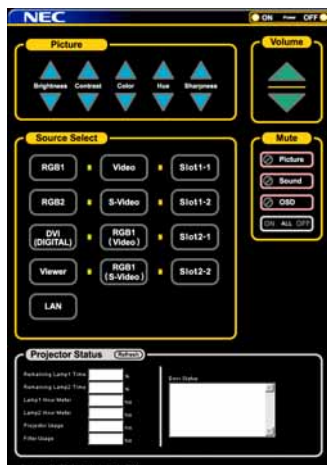 NEC
ON Power OFF
Picture
Volume
Brightness Contrast Color Hue Sharpness
Source Select
RGB1 Video Slot1-1
RGB2 S-Video Slot1-2
DVI (DIGITAL) RGB1 (Video) Slot2-1
Viewer RGB1 (S-Video) Slot2-2
LAN
Mute
Picture
Sound
OSD
ON ALL OFF
Projector Status (Refresh)
Remaining Lamp1 Time %
Remaining Lamp2 Time %
Lamp1 Hour Meter
Lamp2 Hour Meter
Projector Usage
Filter Usage
Error Status